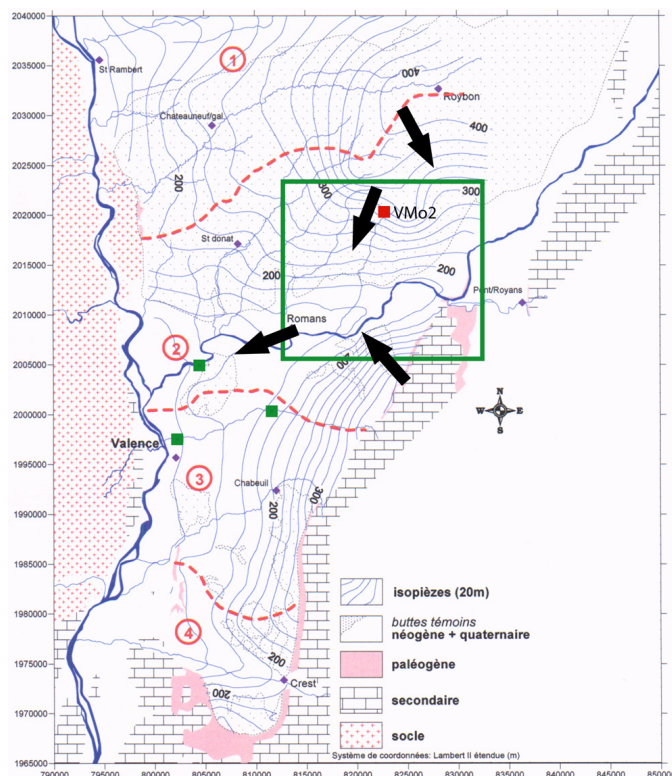 2040000
2035000
2030000
2025000
2020000
2015000
2010000
2005000
2000000
1995000
1990000
1985000
1980000
1975000
1970000
1965000
1
St Rambert
400
Roybon
Chateauneuf/gal.
400
200
300
300
VMo2
St donat
200
200
Pont/Royans
Romans
2
200
N
W E
S
Valence
3
Chabeuil
200
300
4
200
Crest
200
isopièzes (20m)
buttes témoins
néogène + quaternaire
paléogène
secondaire
socle
Système de coordonnées: Lambert II étendue (m)
790000 795000 800000 805000 810000 815000 820000 825000 830000 835000 840000 845000